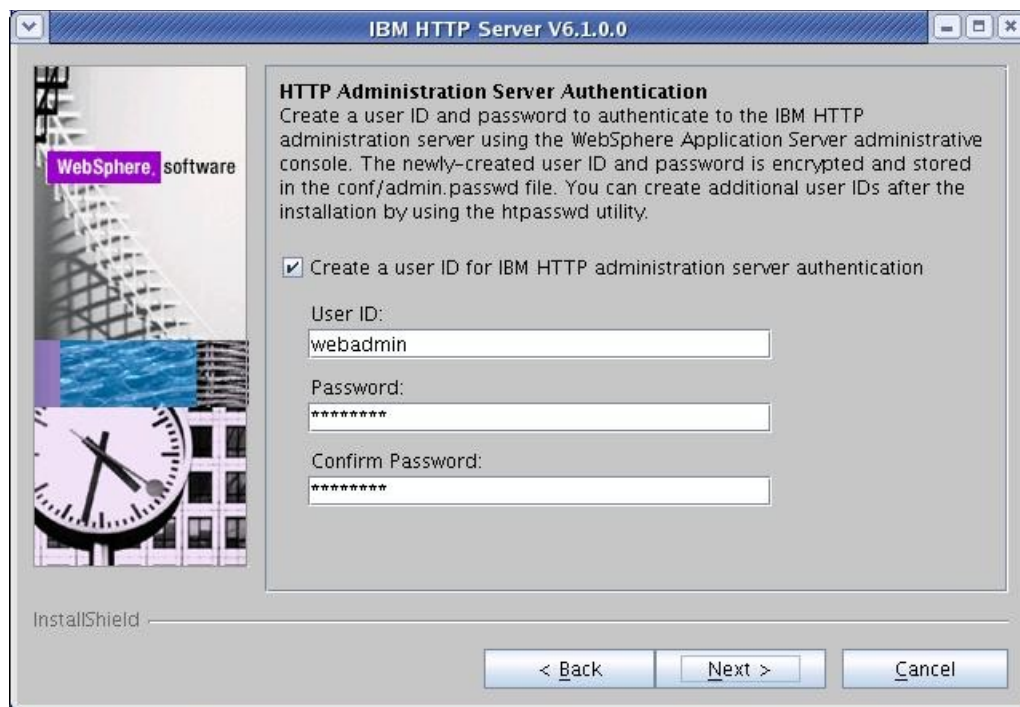 IBM HTTP Server V6.1.0.0
WebSphere. software
HTTP Administration Server Authentication
Create a user ID and password to authenticate to the IBM HTTP
administration server using the WebSphere Application Server administrative
console. The newly-created user ID and password is encrypted and stored
in the conf/admin.passwd file. You can create additional user IDs after the
installation by using the htpasswd utility.
Create a user ID for IBM HTTP administration server authentication
User ID:
webadmin
Password:
********
Confirm Password:
********
InstallShield
< Back
Next >
Cancel